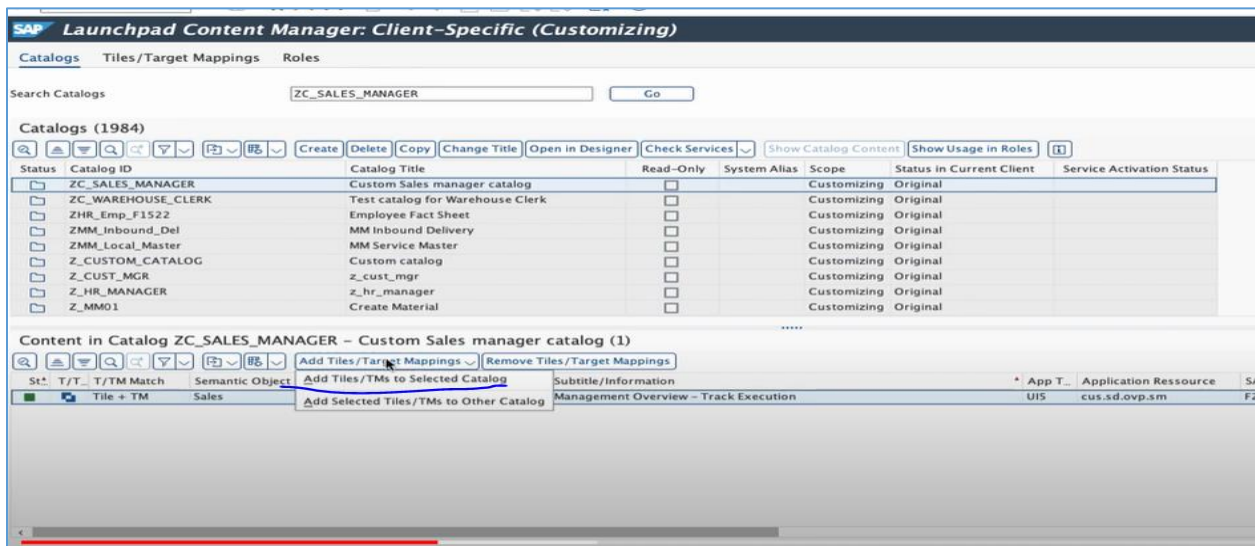 SAP Launchpad Content Manager: Client-Specific (Customizing)
Catalogs Tiles/Target Mappings Roles
Search Catalogs ZC_SALES_MANAGER Go
Catalogs (1984)
Create Delete Copy Change Title Open in Designer Check Services Show Catalog Content Show Usage in Roles
Status Catalog ID Catalog Title Read-Only System Alias Scope Status in Current Client Service Activation Status
ZC_SALES_MANAGER Custom Sales manager catalog Customizing Original
ZC_WAREHOUSE_CLERK Test catalog for Warehouse Clerk Customizing Original
ZHR_Emp_F1522 Employee Fact Sheet Customizing Original
ZMM_Inbound_Del MM Inbound Delivery Customizing Original
ZMM_Local_Master MM Service Master Customizing Original
Z_CUSTOM_CATALOG Custom catalog Customizing Original
Z_CUST_MGR z_cust_mgr Customizing Original
Z_HR_MANAGER z_hr_manager Customizing Original
Z_MM01 Create Material Customizing Original
Content in Catalog ZC_SALES_MANAGER - Custom Sales manager catalog (1)
Add Tiles/Target Mappings Remove Tiles/Target Mappings
St* T/T_ T/TM Match Semantic Object Add Tiles/TMs to Selected Catalog Subtitle/Information App T... Application Ressource
Tile + TM Sales Management Overview - Track Execution UI5 cus.sd.ovp.sm
Add Selected Tiles/TMs to Other Catalog